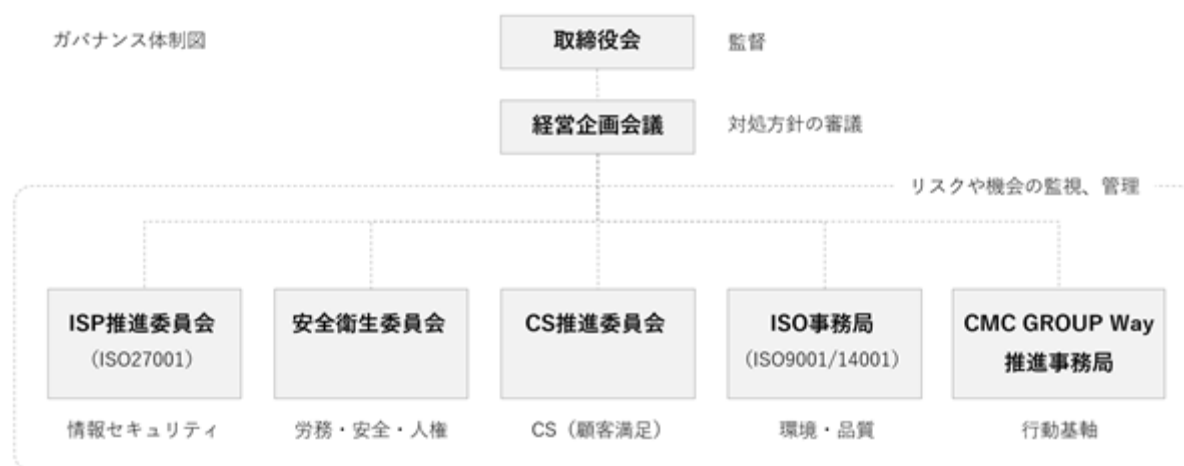 ガバナンス体制図
取締役会
監督
経営企画会議
対処方針の審議
リスクや機会の監視、管理
ISP推進委員会
（ISO27001）
安全衛生委員会
CS推進委員会
ISO事務局
（ISO9001/14001）
CMC GROUP Way
推進事務局
情報セキュリティ
労務・安全・人権
CS（顧客満足）
環境・品質
行動基軸